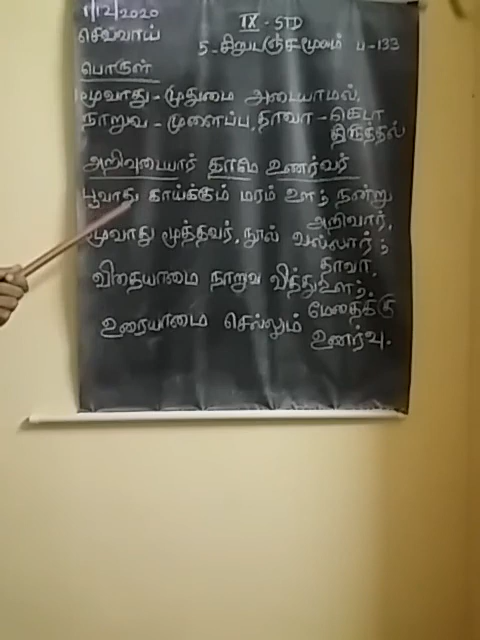 1/12/2020
IX - STD
செவ்வாய்
5 - சிறுபஞ்சமூலம் ப - 133
பொருள்
மூவாது - முதுமை அடையாமல்,
நாறுவ - முளைப்ப, தாவா - கெடா
திருத்தல்
அறிவுடையார் தாமே உணர்வர்
பூவாது காய்க்கும் மரம் உள; நன்று
அறிவார்,
மூவாது மூத்தவர், நூல் வல்லார்;
தாவா,
விதையாமை நாறுவ வித்துஉள;
மேதைக்கு
உரையாமை செல்லும் உணர்வு.